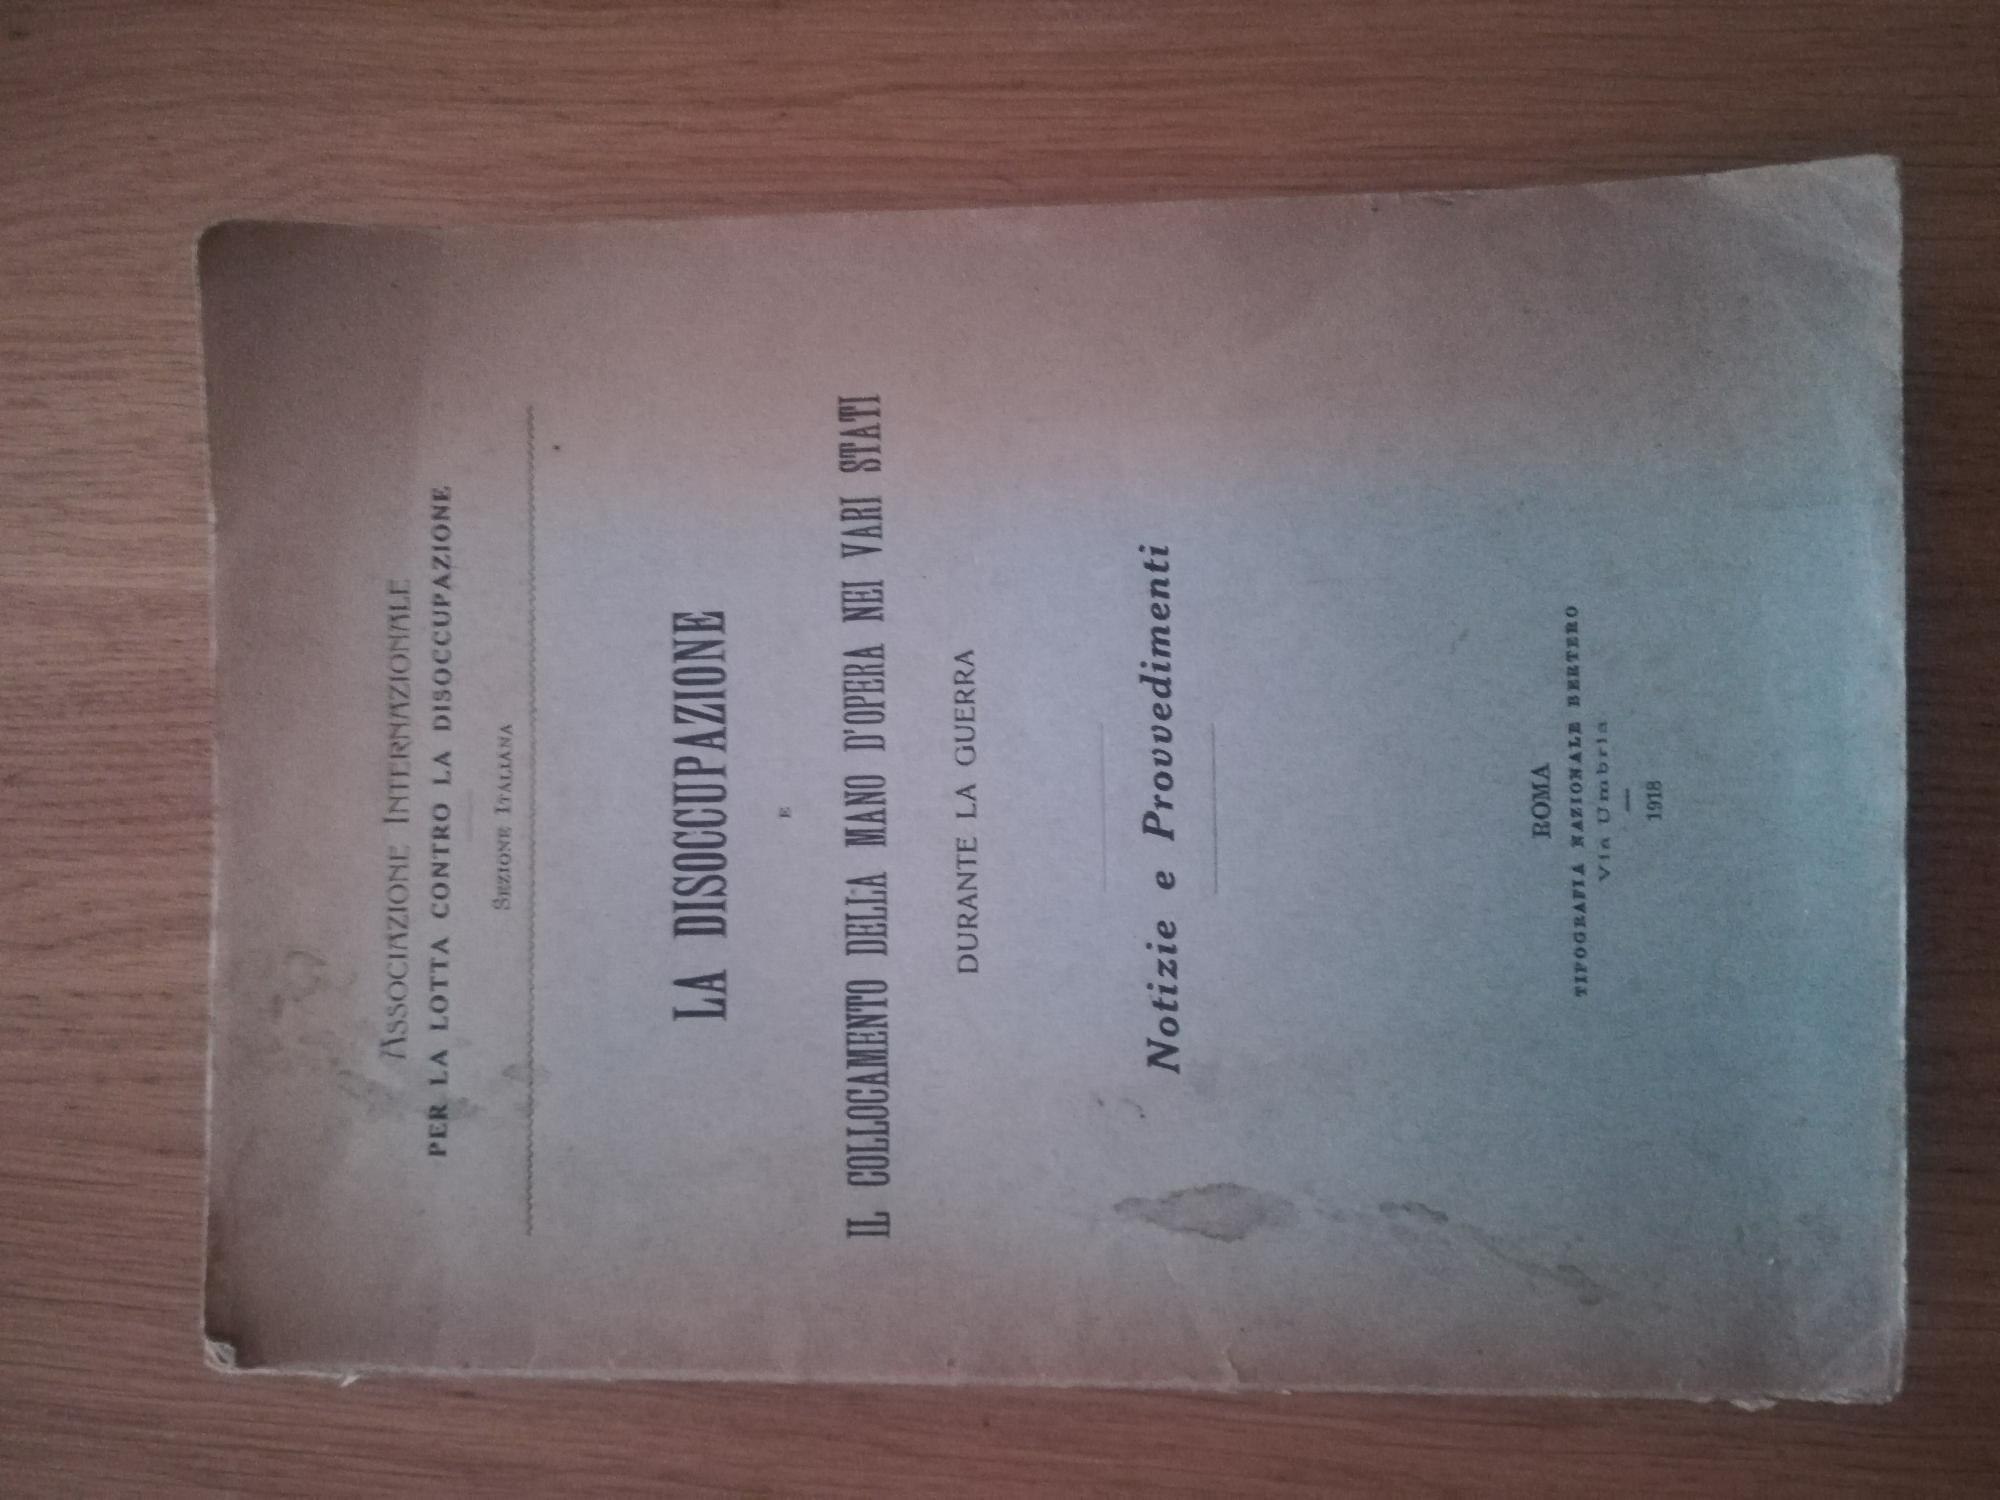 Associazione Internazionale
PER LA LOTTA CONTRO LA DISOCCUPAZIONE
Sezione Italiana
LA DISOCCUPAZIONE
E
IL COLLOCAMENTO DELLA MANO D'OPERA NEI VARI STATI
DURANTE LA GUERRA
Notizie e Provvedimenti
ROMA
TIPOGRAFIA NAZIONALE BERTERO
Via Umbria
—
1918